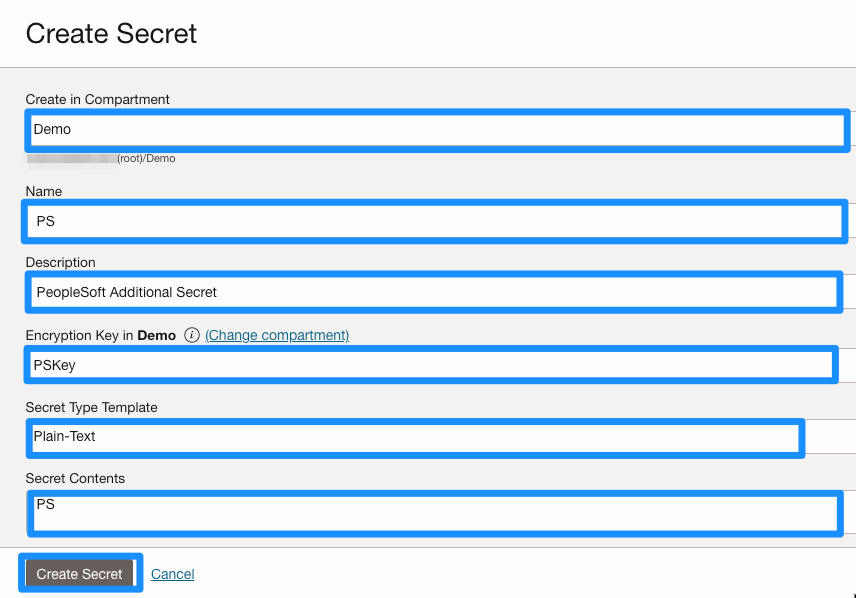 Create Secret
Create in Compartment
Demo
(root)/Demo
Name
PS
Description
PeopleSoft Additional Secret
Encryption Key in Demo i (Change compartment)
PSKey
Secret Type Template
Plain-Text
Secret Contents
PS
Create Secret Cancel